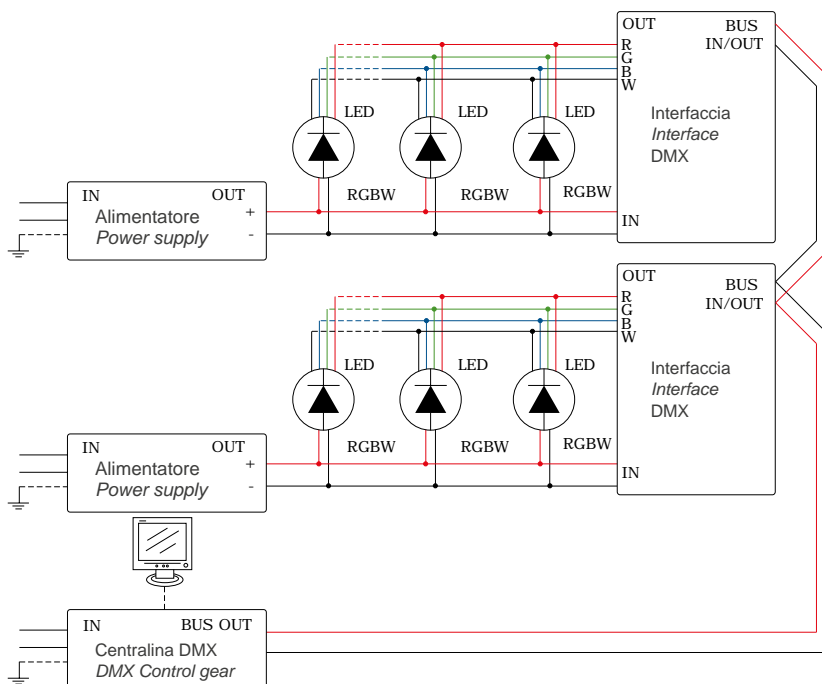 OUT
BUS
IN/OUT
R
G
B
W
LED
LED
LED
Interfaccia
Interface
DMX
RGBW
RGBW
RGBW
IN
IN
OUT
Alimentatore
+
Power supply
-
OUT
BUS
IN/OUT
R
G
B
W
LED
LED
LED
Interfaccia
Interface
DMX
RGBW
RGBW
RGBW
IN
IN
OUT
Alimentatore
+
Power supply
-
IN
BUS OUT
Centralina DMX
DMX Control gear